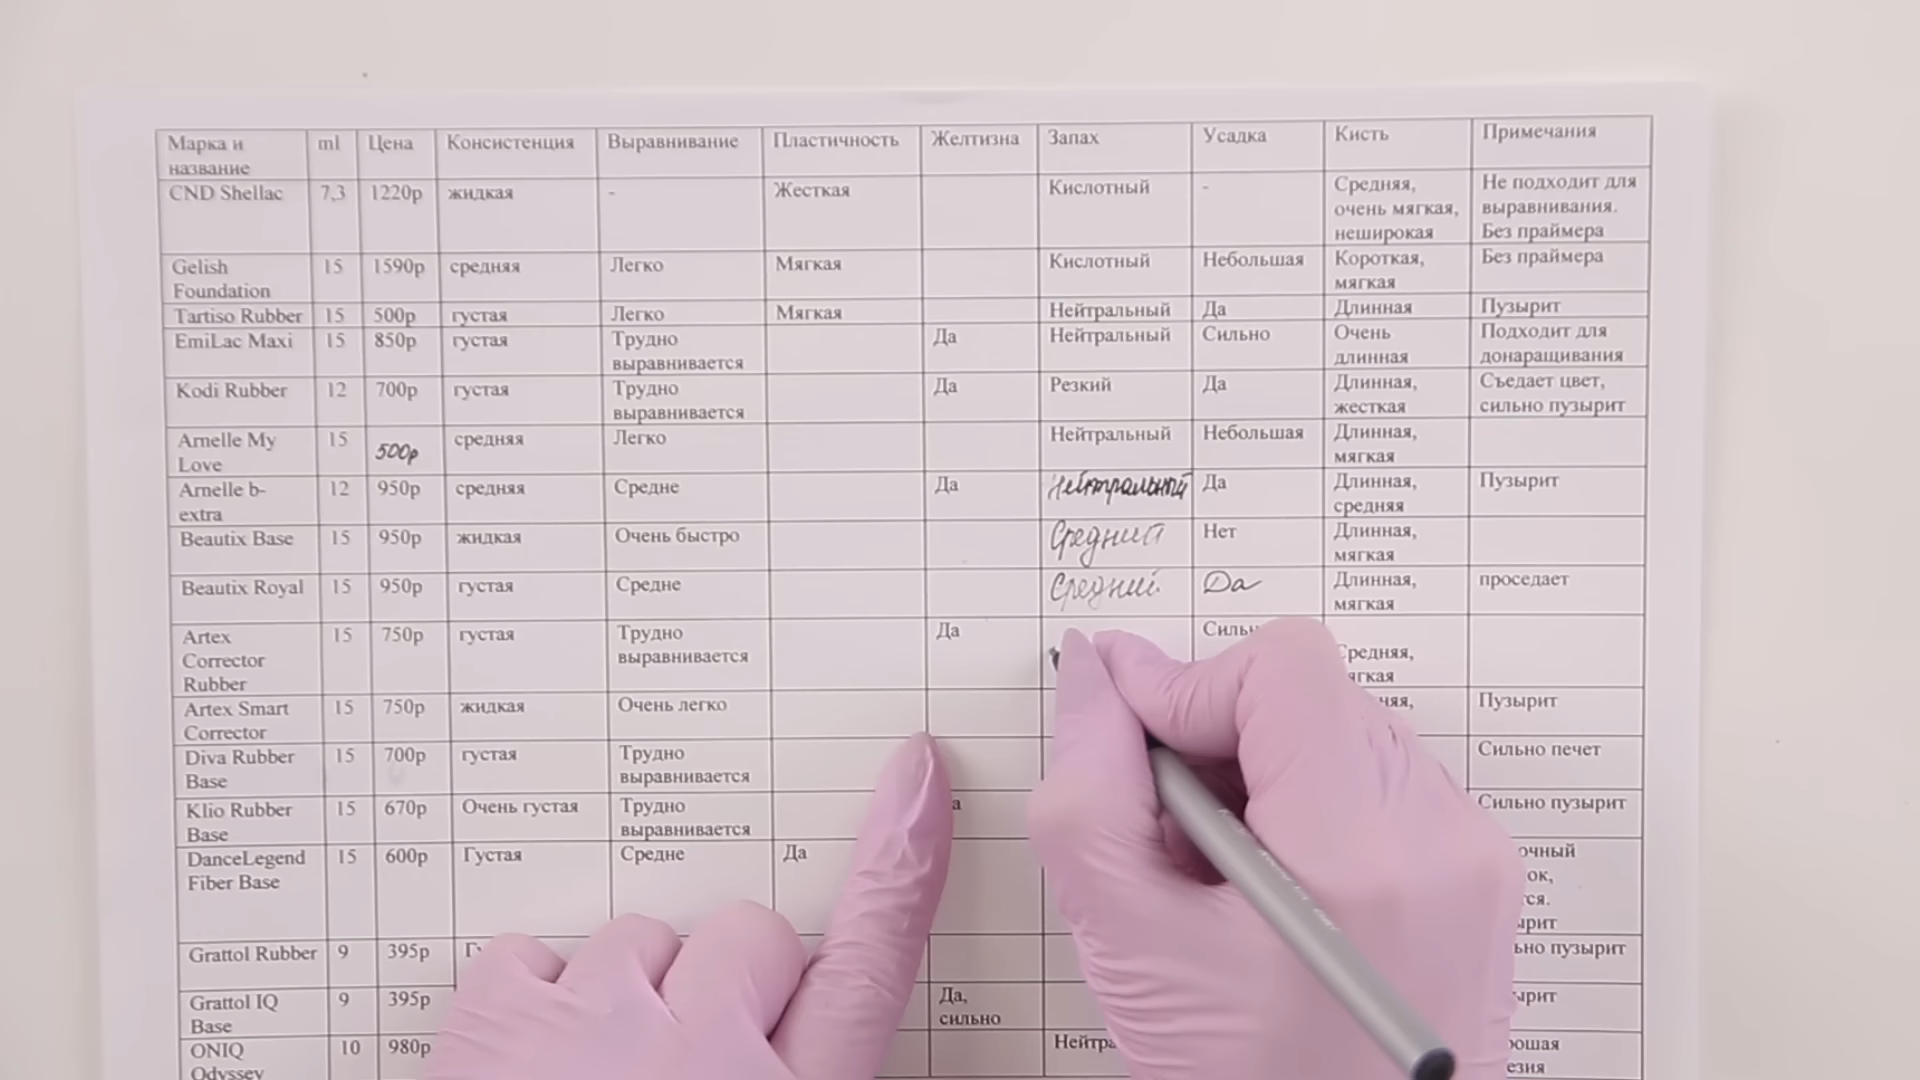 Марка и название | ml | Цена | Консистенция | Выравнивание | Пластичность | Желтизна | Запах | Усадка | Кисть | Примечания
CND Shellac | 7,3 | 1220р | жидкая | - | Жесткая | | Кислотный | - | Средняя, очень мягкая, неширокая | Не подходит для выравнивания. Без праймера
Gelish Foundation | 15 | 1590р | средняя | Легко | Мягкая | | Кислотный | Небольшая | Короткая, мягкая | Без праймера
Tartiso Rubber | 15 | 500р | густая | Легко | Мягкая | | Нейтральный | Да | Длинная | Пузырит
EmiLac Maxi | 15 | 850р | густая | Трудно выравнивается | | Да | Нейтральный | Сильно | Очень длинная | Подходит для донаращивания
Kodi Rubber | 12 | 700р | густая | Трудно выравнивается | | Да | Резкий | Да | Длинная, жесткая | Съедает цвет, сильно пузырит
Arnelle My Love | 15 | 500р | средняя | Легко | | | Нейтральный | Небольшая | Длинная, мягкая |
Arnelle b-extra | 12 | 950р | средняя | Средне | | Да | Нейтральный | Да | Длинная, средняя | Пузырит
Beautix Base | 15 | 950р | жидкая | Очень быстро | | | Средний | Нет | Длинная, мягкая |
Beautix Royal | 15 | 950р | густая | Средне | | | Средний | Да | Длинная, мягкая | проседает
Artex Corrector Rubber | 15 | 750р | густая | Трудно выравнивается | | Да | | | Средняя, |
Artex Smart Corrector | 15 | 750р | жидкая | Очень легко | | | | | | Пузырит
Diva Rubber Base | 15 | 700р | густая | Трудно выравнивается | | | | | | Сильно печет
Klio Rubber Base | 15 | 670р | Очень густая | Трудно выравнивается | | | | | | Сильно пузырит
DanceLegend Fiber Base | 15 | 600р | Густая | Средне | Да
Grattol Rubber | 9 | 395р | | | | | | | | пузырит
Grattol IQ Base | 9 | 395р | | | | Да, сильно
ONIQ Odyssey | 10 | 980р